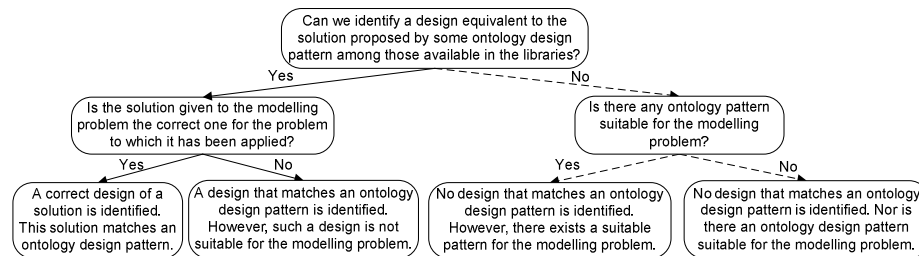 Can we identify a design equivalent to the
solution proposed by some ontology design
pattern among those available in the libraries?
Yes
No
Is the solution given to the modelling
problem the correct one for the problem
to which it has been applied?
Is there any ontology pattern
suitable for the modelling
problem?
Yes
No
Yes
No
A correct design of a
solution is identified.
This solution matches an
ontology design pattern.
A design that matches an ontology
design pattern is identified.
However, such a design is not
suitable for the modelling problem.
No design that matches an ontology
design pattern is identified.
However, there exists a suitable
pattern for the modelling problem.
No design that matches an ontology
design pattern is identified. Nor is
there an ontology design pattern
suitable for the modelling problem.